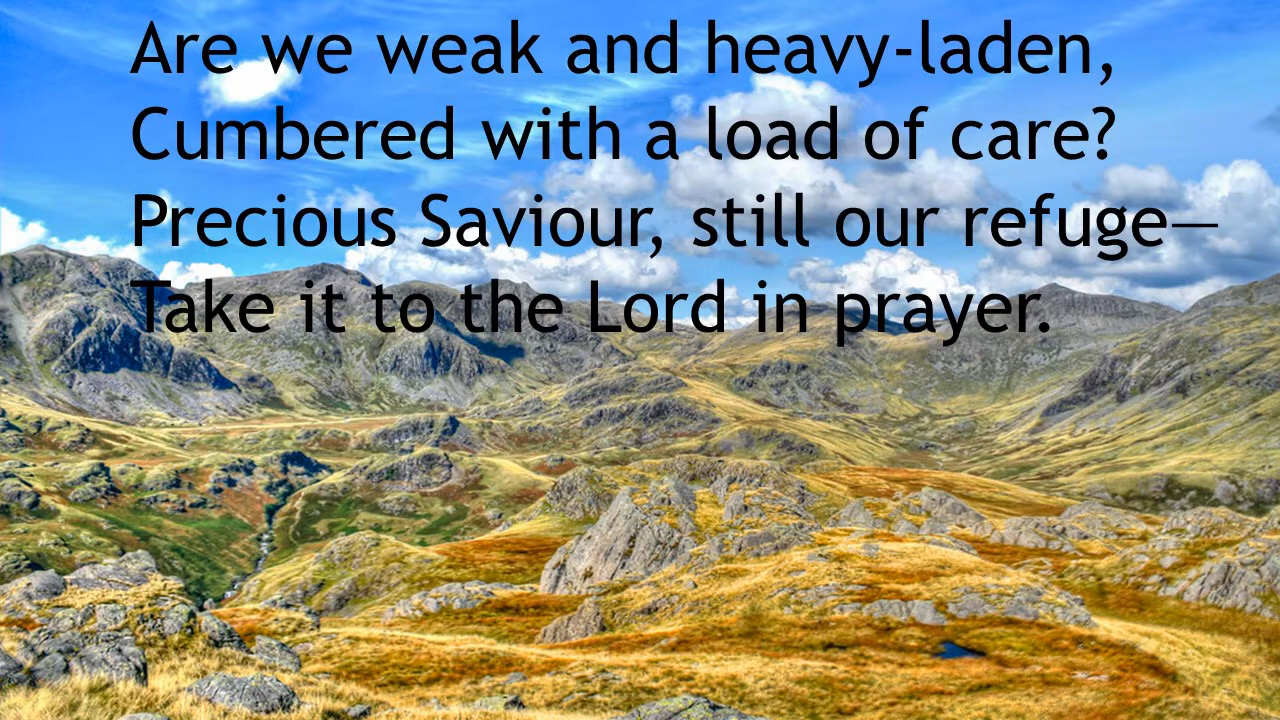 Are we weak and heavy-laden,
Cumbered with a load of care?
Precious Saviour, still our refuge—
Take it to the Lord in prayer.